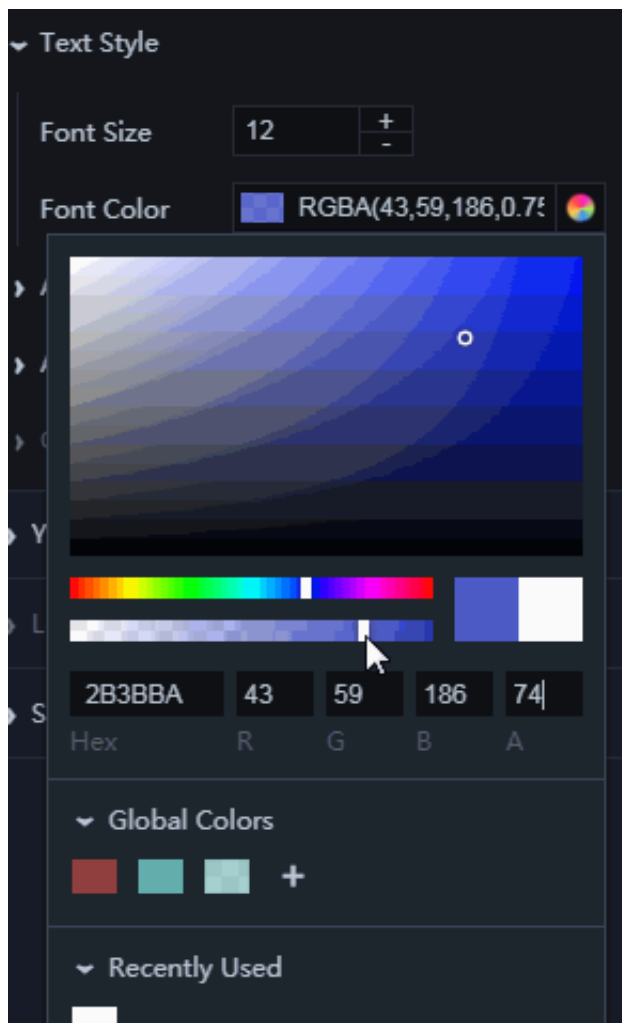 Text Style
Font Size 12 + -
Font Color RGBA(43,59,186,0.75
Y
L
S
2B3BBA 43 59 186 74
Hex R G B A
Global Colors
+
Recently Used